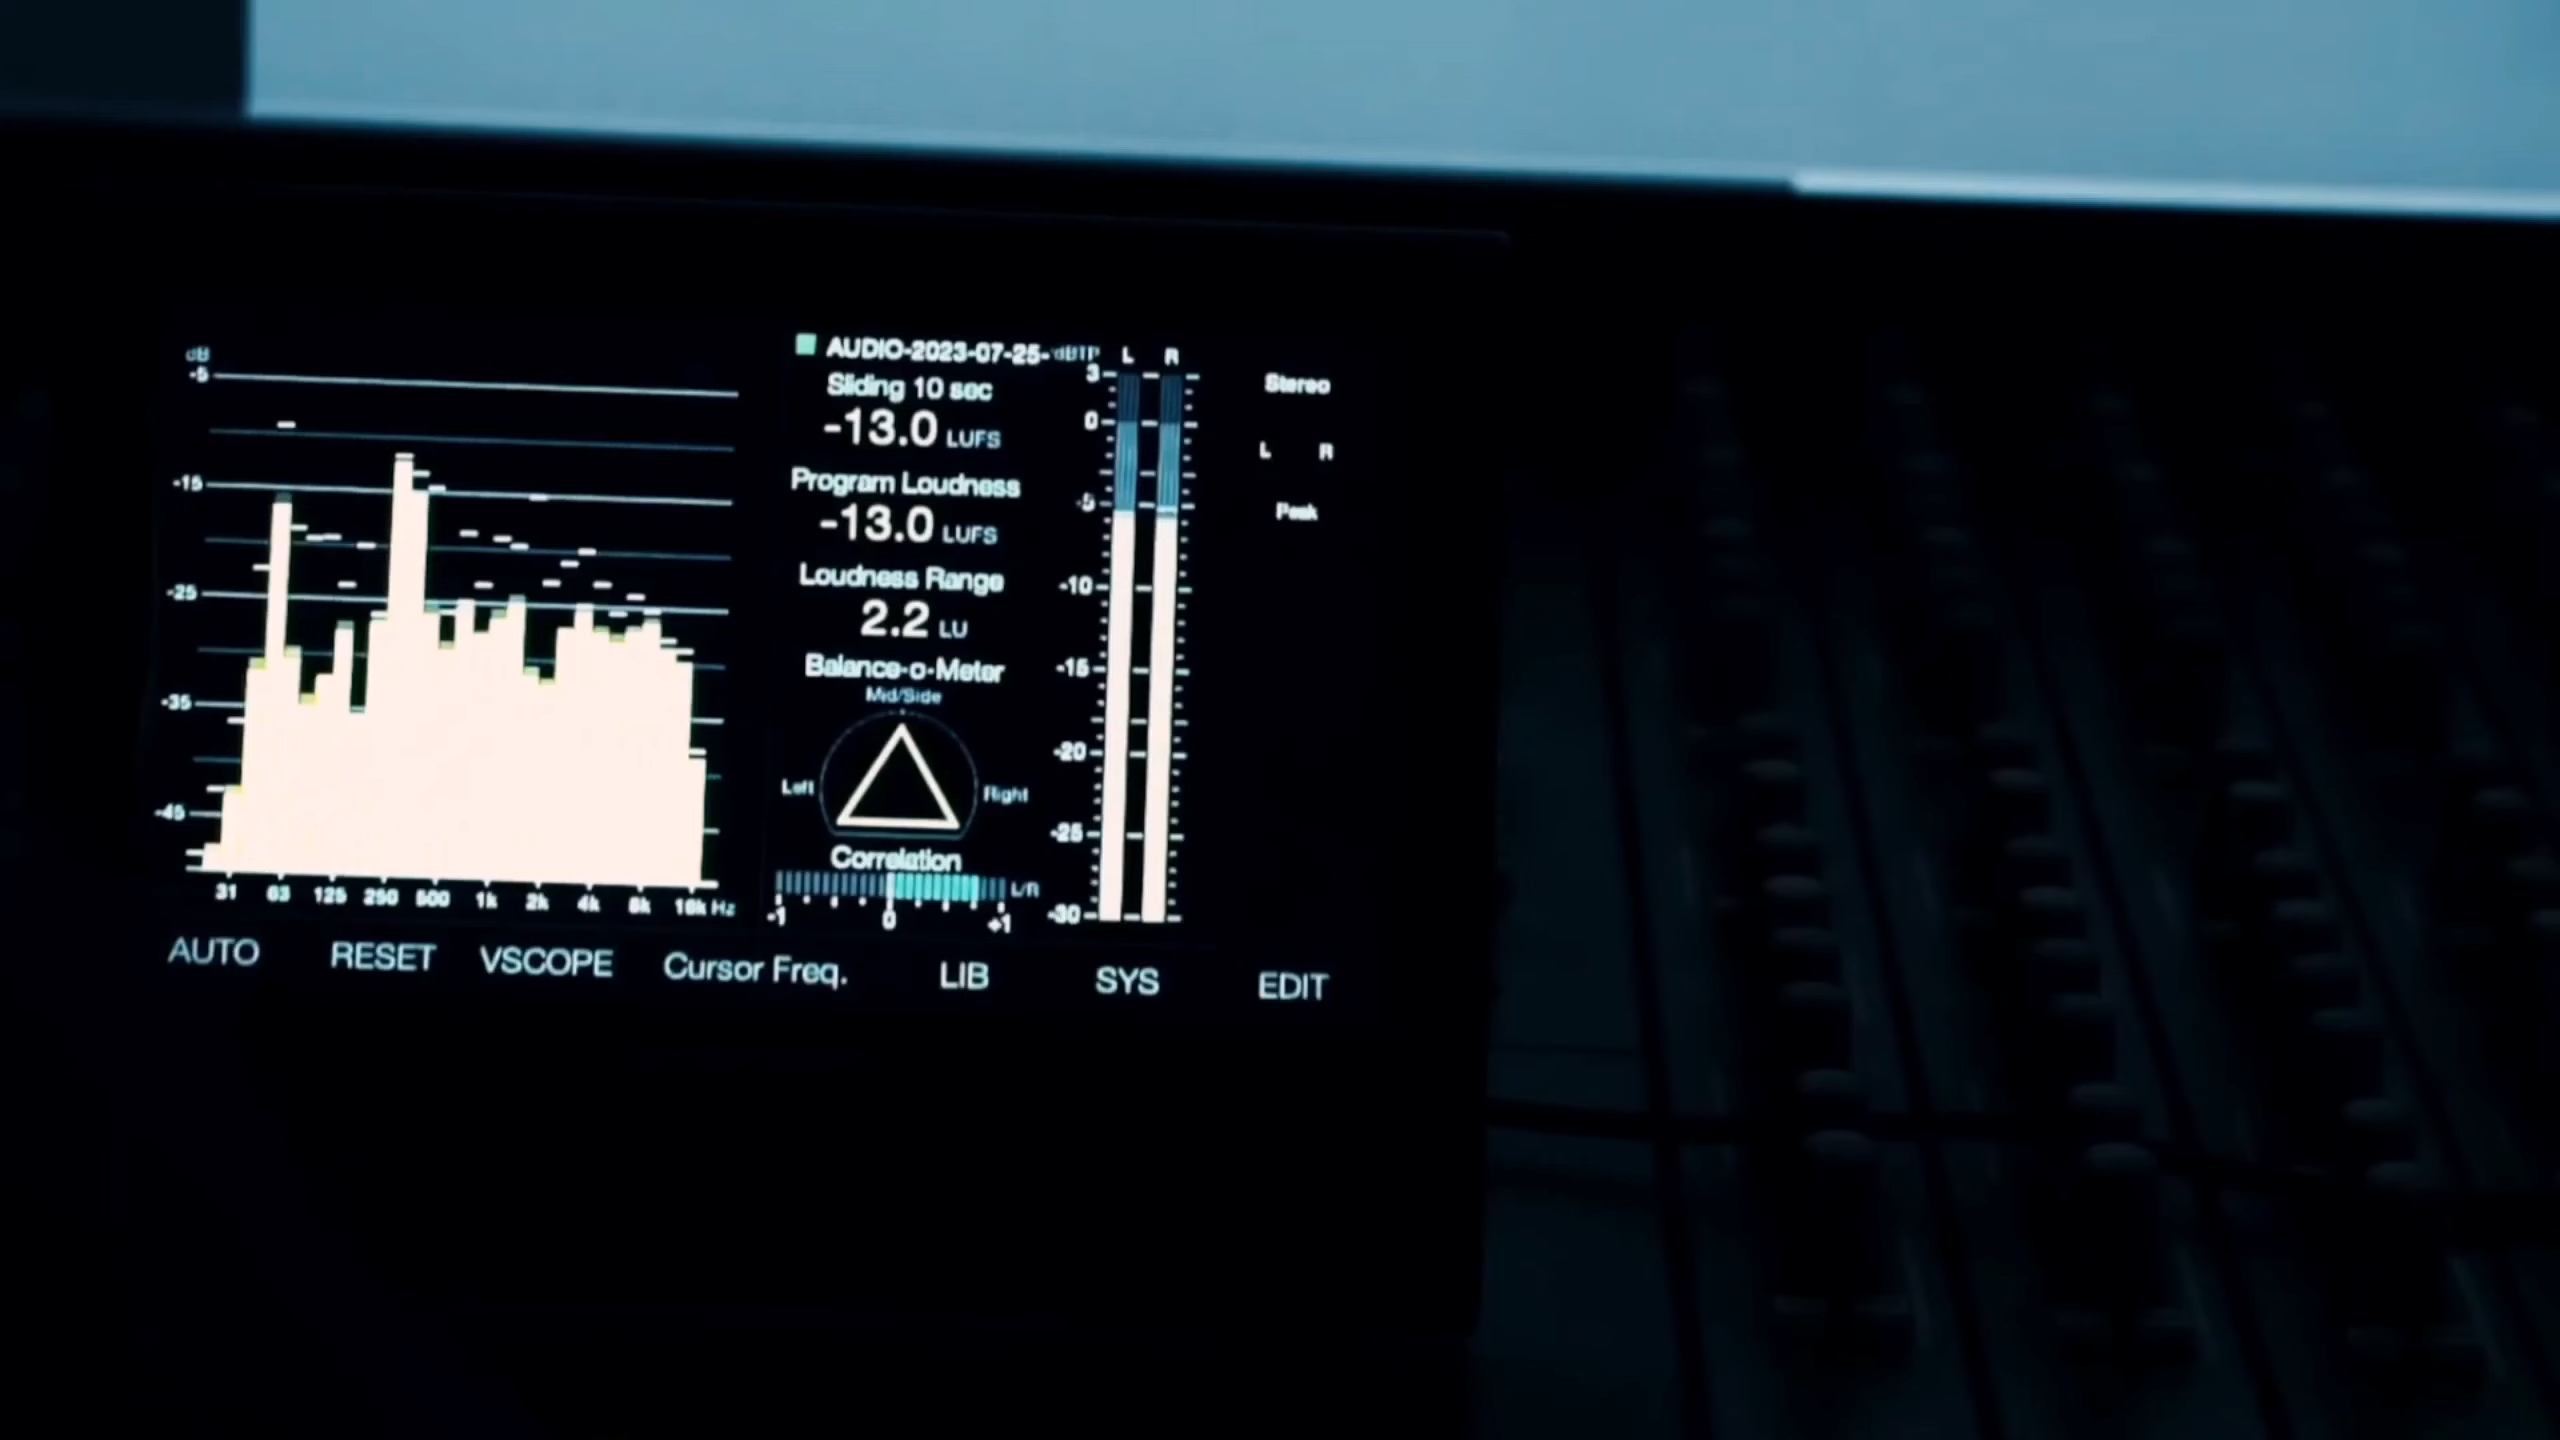 dB
-5
-15
-25
-35
-45
31 63 125 250 500 1k 2k 4k 8k 16k Hz
AUDIO-2023-07-25-
Sliding 10 sec
-13.0 LUFS
Program Loudness
-13.0 LUFS
Loudness Range
2.2 LU
Balance-o-Meter
Mid/Side
Left Right
Correlation
L/R
-1 0 +1
dBTP L R
3
0
-5
-10
-15
-20
-25
-30
Stereo
L R
Peak
AUTO RESET VSCOPE Cursor Freq. LIB SYS EDIT